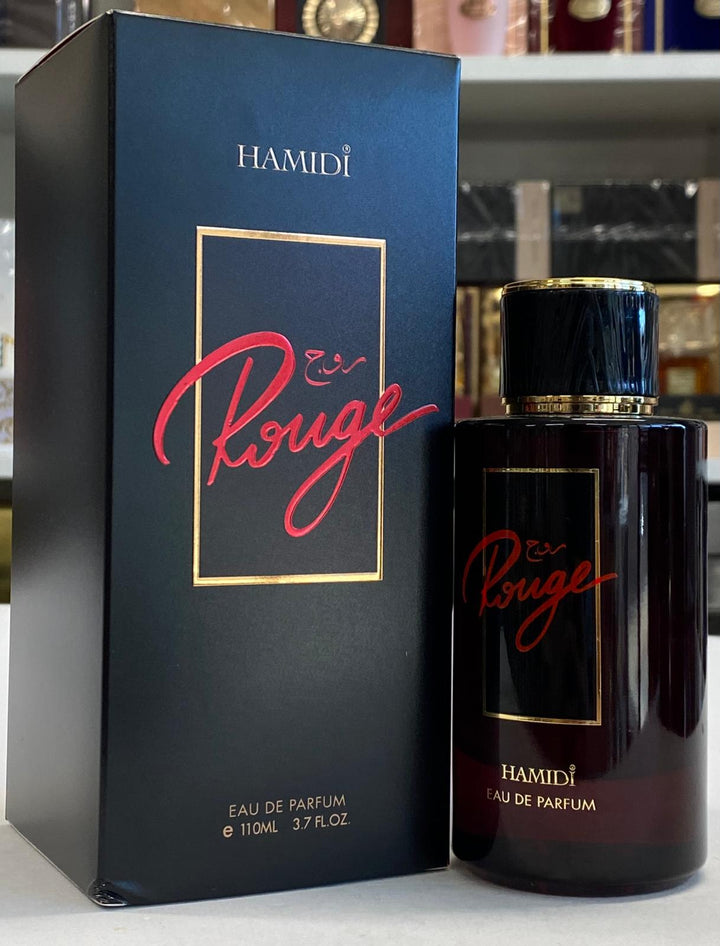 HAMIDI
روج
Rouge
EAU DE PARFUM
e 110ML 3.7 FL.OZ.
روج
Rouge
HAMIDI
EAU DE PARFUM